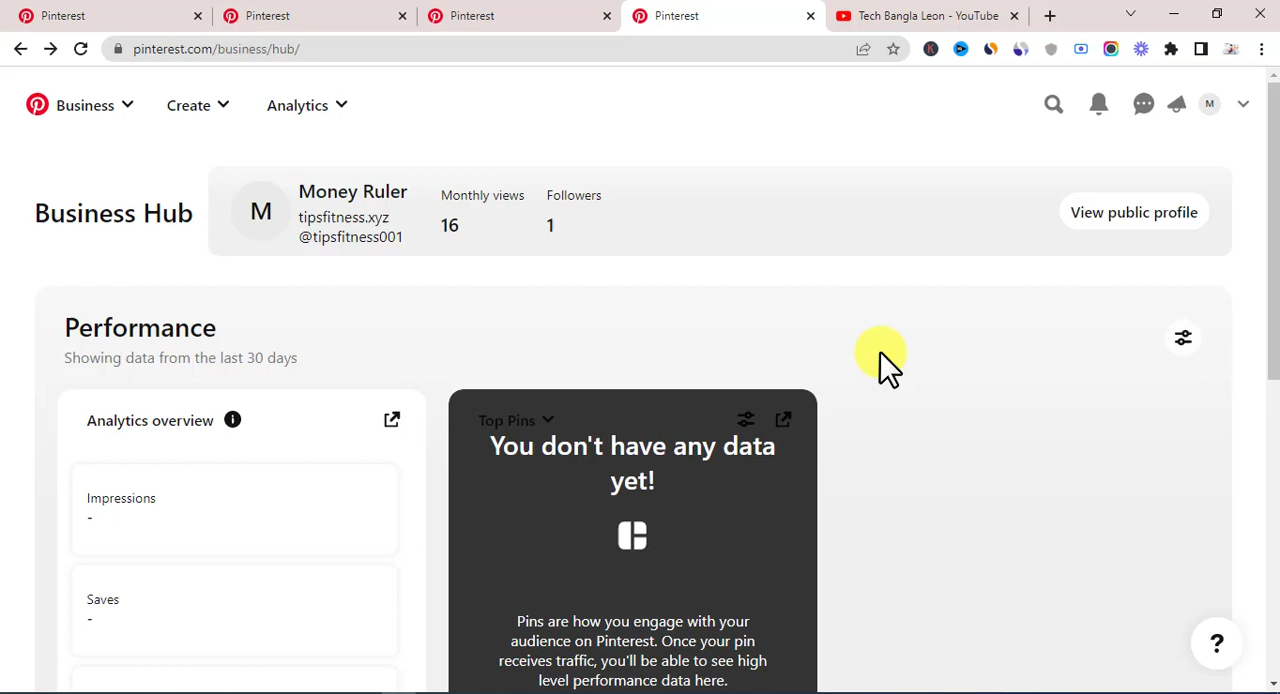 Pinterest
Pinterest
Pinterest
Pinterest
Tech Bangla Leon - YouTube
pinterest.com/business/hub/
K
Business
Create
Analytics
M
Business Hub
M
Money Ruler
tipsfitness.xyz
@tipsfitness001
Monthly views
16
Followers
1
View public profile
Performance
Showing data from the last 30 days
Analytics overview
Impressions
-
Saves
-
Top Pins
You don't have any data
yet!
Pins are how you engage with your
audience on Pinterest. Once your pin
receives traffic, you'll be able to see high
level performance data here.
?